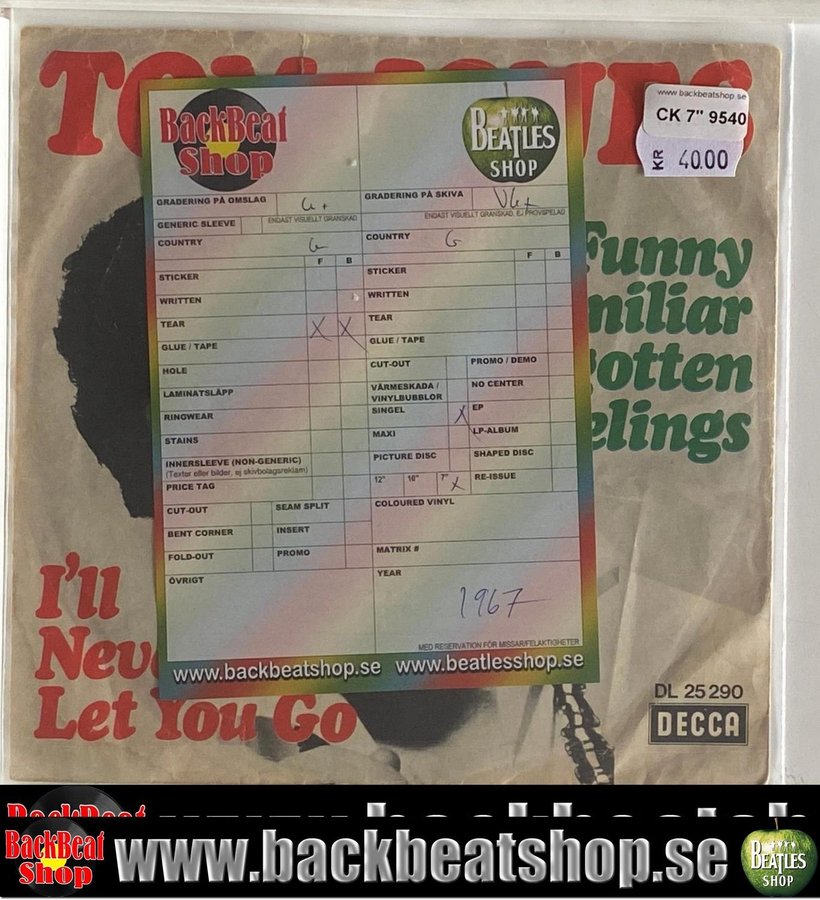 TOM JONES
www.backbeatshop.se
CK 7" 9540
KR 40.00
BackBeat
Shop
BEATLES
SHOP
GRADERING PÅ OMSLAG G+
GRADERING PÅ SKIVA VG+
GENERIC SLEEVE
ENDAST VISUELLT GRANSKAD
ENDAST VISUELLT GRANSKAD, EJ PROVSPELAD
COUNTRY G
COUNTRY G
F B
F B
STICKER
STICKER
WRITTEN
WRITTEN
TEAR X X
TEAR
GLUE / TAPE
GLUE / TAPE
HOLE
CUT-OUT
PROMO / DEMO
LAMINATSLÄPP
VÄRMESKADA /
VINYLBUBBLOR
NO CENTER
RINGWEAR
SINGEL X
EP
STAINS
MAXI
LP-ALBUM
INNERSLEEVE (NON-GENERIC)
(Texter eller bilder, ej skivbolagsreklam)
PICTURE DISC
SHAPED DISC
PRICE TAG
12" 10" 7" X
RE-ISSUE
CUT-OUT
SEAM SPLIT
COLOURED VINYL
BENT CORNER
INSERT
FOLD-OUT
PROMO
MATRIX #
ÖVRIGT
YEAR
1967
MED RESERVATION FÖR MISSAR/FELAKTIGHETER
www.backbeatshop.se www.beatlesshop.se
Funny
miliar
otten
elings
I'll
Nev
Let You Go
DL 25 290
DECCA
BackBeat
Shop
www.backbeatshop.se
BEATLES
SHOP